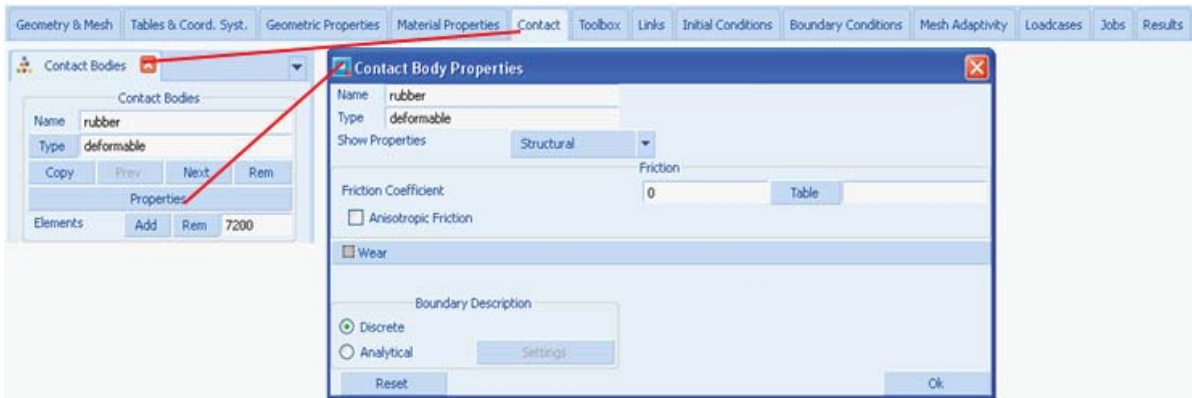 Geometry & Mesh Tables & Coord. Syst. Geometric Properties Material Properties Contact Toolbox Links Initial Conditions Boundary Conditions Mesh Adaptivity Loadcases Jobs Results
Contact Bodies
Contact Bodies
Name rubber
Type deformable
Copy Prev Next Rem
Properties
Elements Add Rem 7200
Contact Body Properties
Name rubber
Type deformable
Show Properties Structural
Friction
Friction Coefficient 0 Table
Anisotropic Friction
Wear
Boundary Description
Discrete
Analytical Settings
Reset Ok